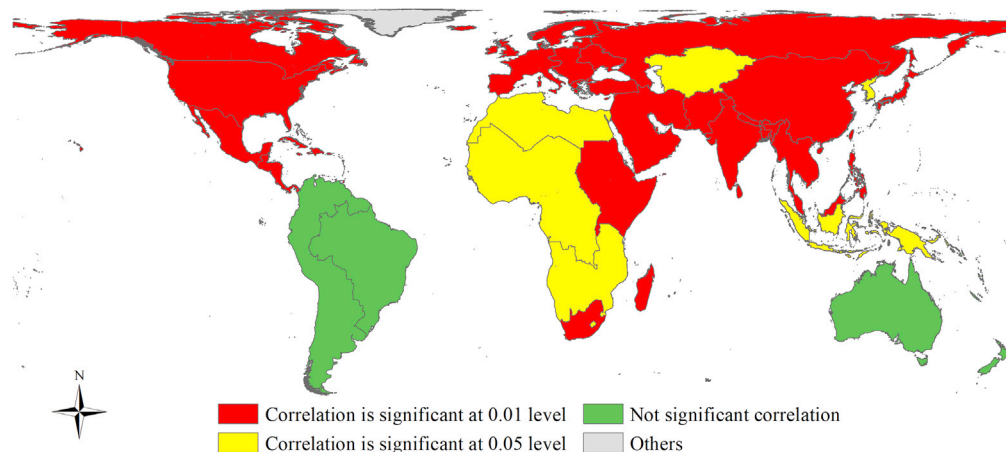 N
Correlation is significant at 0.01 level
Not significant correlation
Correlation is significant at 0.05 level
Others